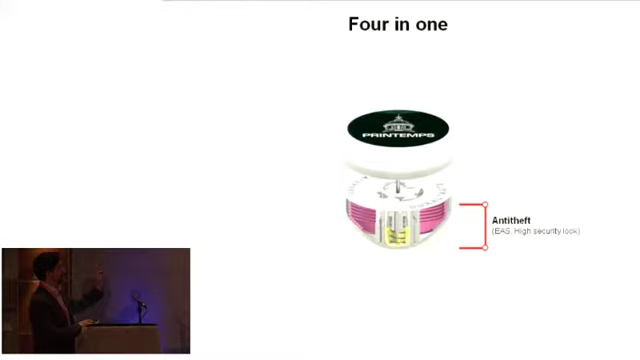 Four in one
PRINTEMPS
Antitheft
(EAS, High security lock)